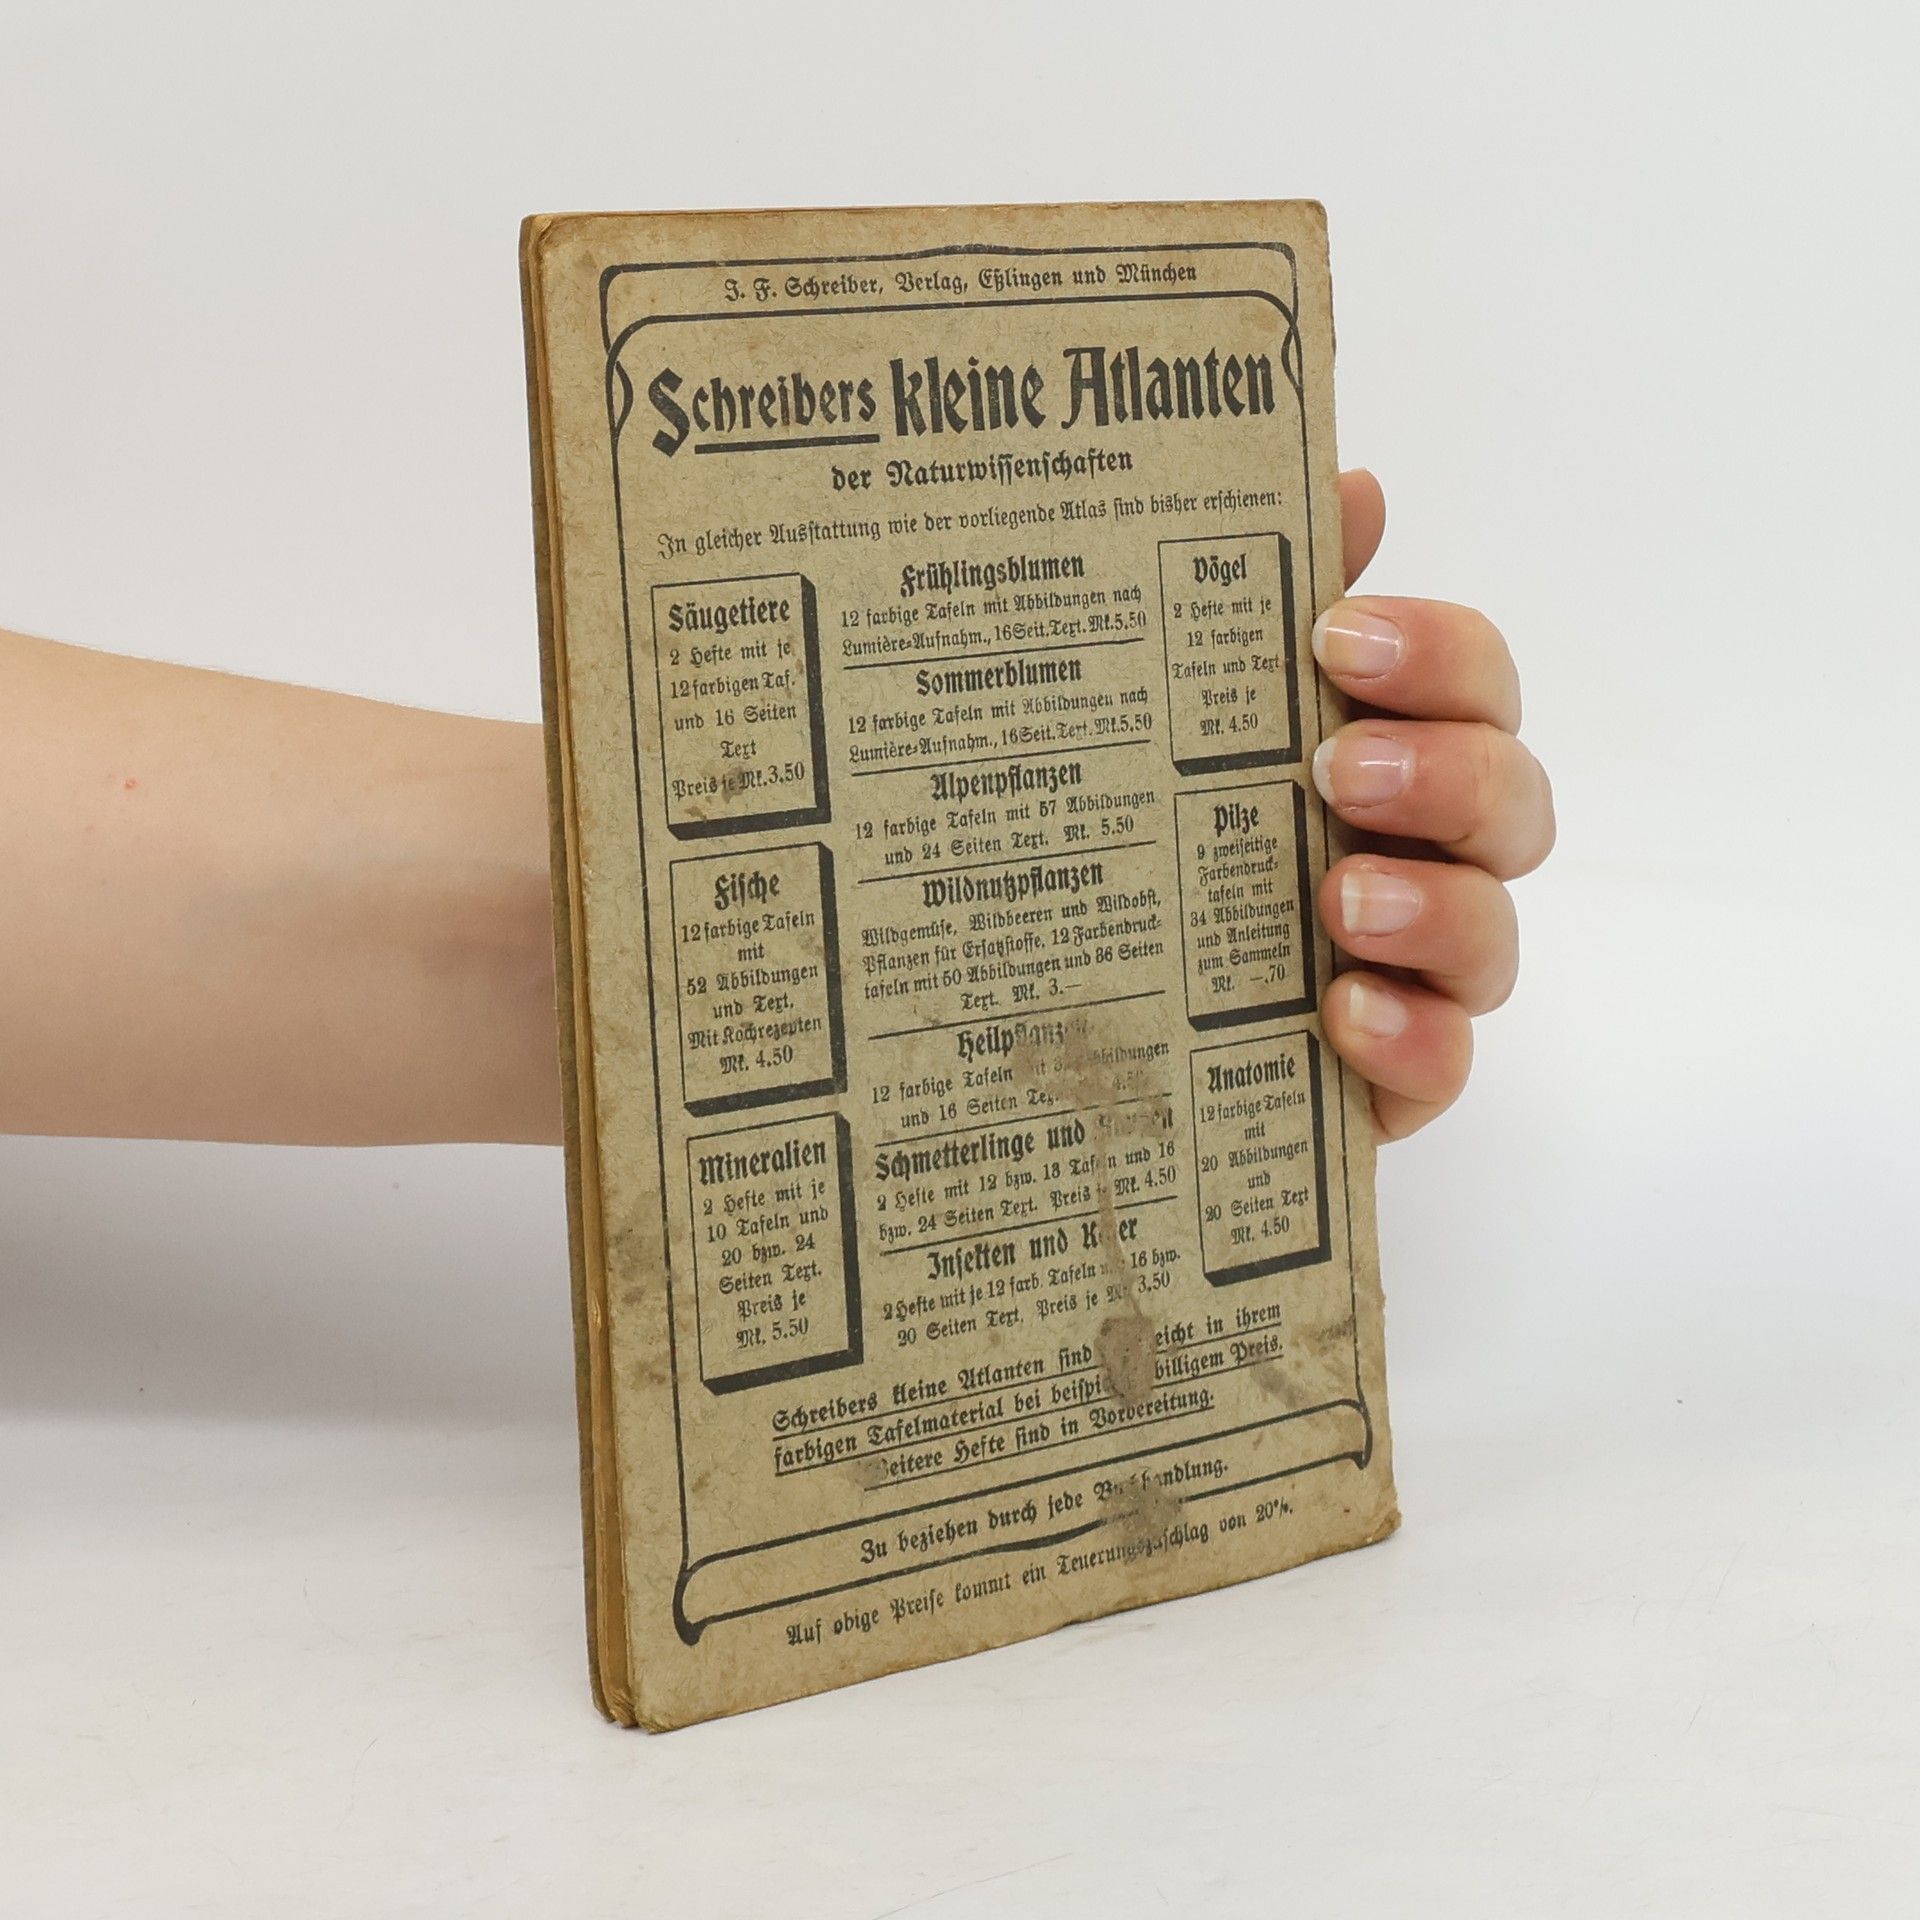 J. F. Schreiber, Verlag, Eßlingen und München
Schreibers kleine Atlanten
der Naturwissenschaften
In gleicher Ausstattung wie der vorliegende Atlas sind bisher erschienen:
Säugetiere
2 Hefte mit je
12 farbigen Taf.
und 16 Seiten
Text
Preis je Mk. 3.50
Fische
12 farbige Tafeln
mit
52 Abbildungen
und Text.
Mit Kochrezepten
Mk. 4.50
Mineralien
2 Hefte mit je
10 Tafeln und
20 bzw. 24
Seiten Text.
Preis je
Mk. 5.50
Frühlingsblumen
12 farbige Tafeln mit Abbildungen nach
Lumière=Aufnahm., 16 Seit. Text. Mk. 5.50
Sommerblumen
12 farbige Tafeln mit Abbildungen nach
Lumière=Aufnahm., 16 Seit. Text. Mk. 5.50
Alpenpflanzen
12 farbige Tafeln mit 57 Abbildungen
und 24 Seiten Text. Mk. 5.50
Wildnutzpflanzen
Wildgemüse, Wildbeeren und Wildobst,
Pflanzen für Ersatzstoffe. 12 Farbendruck=
tafeln mit 50 Abbildungen und 36 Seiten
Text. Mk. 3.—
12 farbige Tafeln
und 16 Seiten
Schmetterlinge und
2 Hefte mit 12 bzw. 13 Tafeln und 16
bzw. 24 Seiten Text. Preis je Mk. 4.50
Insekten und Käfer
2 Hefte mit je 12 farb. Tafeln 16 bzw.
20 Seiten Text. Preis je Mk. 3.50
Vögel
2 Hefte mit je
12 farbigen
Tafeln und Text
Preis je
Mk. 4.50
Pilze
9 zweiseitige
Farbendruck=
tafeln mit
34 Abbildungen
und Anleitung
zum Sammeln
Mk. —.70
Anatomie
12 farbige Tafeln
mit
20 Abbildungen
und
20 Seiten Text
Mk. 4.50
Schreibers kleine Atlanten sind in ihrem
farbigen Tafelmaterial bei billigem Preis.
Weitere Hefte sind in Vorbereitung.
Zu beziehen durch jede Buchhandlung.
Auf obige Preise kommt ein Teuerungszuschlag von 20%.